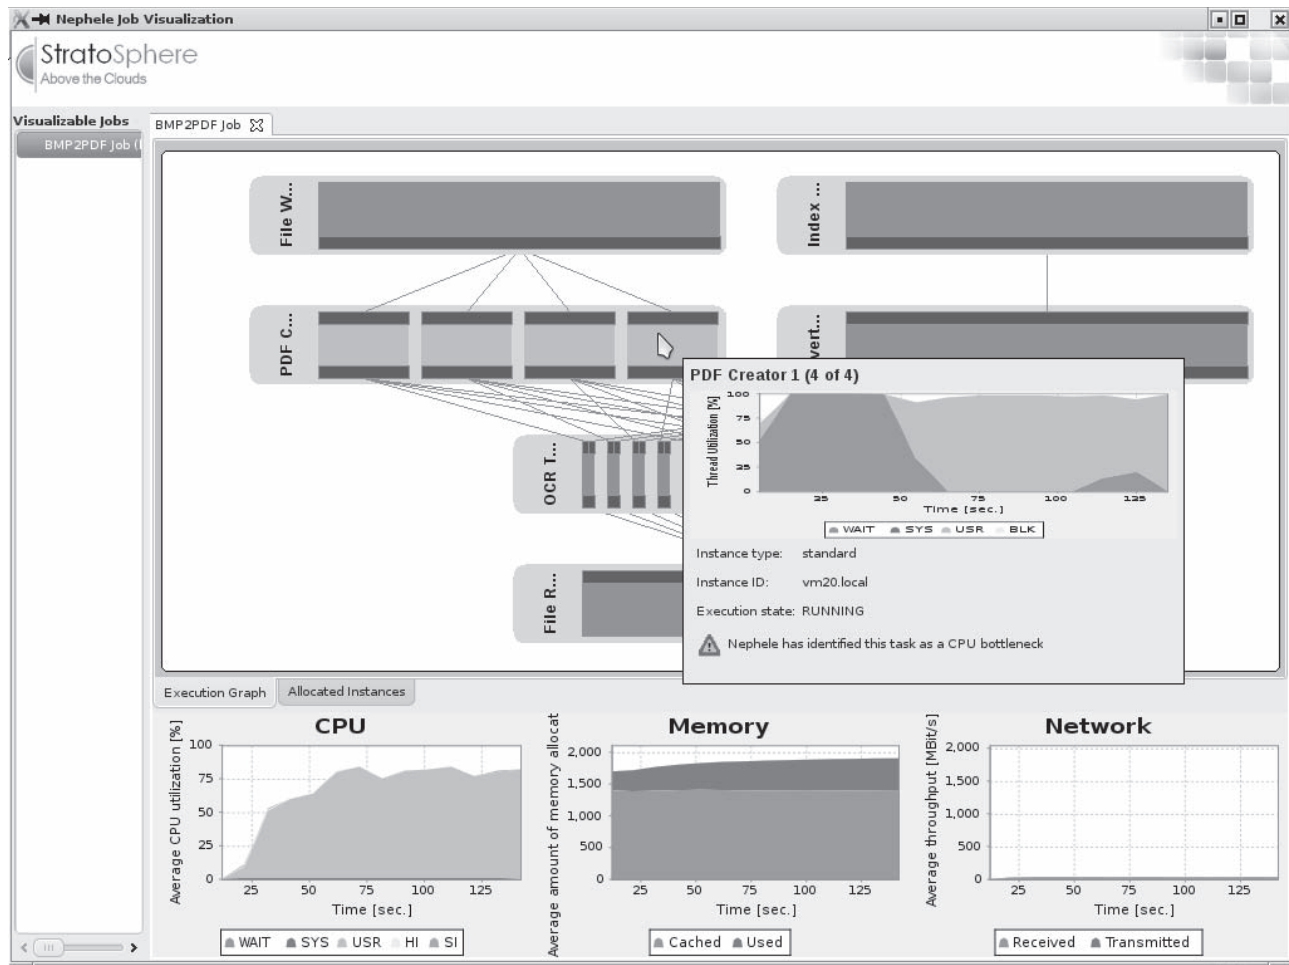 Nephele Job Visualization
StratoSphere
Above the Clouds
Visualizable Jobs
BMP2PDF Job (
BMP2PDF Job
File W...
Index ...
PDF C...
vert...
OCR T...
File R...
PDF Creator 1 (4 of 4)
Thread Utilization [%]
100
75
50
25
0
25 50 75 100 125
Time [sec.]
WAIT SYS USR BLK
Instance type: standard
Instance ID: vm20.local
Execution state: RUNNING
Nephele has identified this task as a CPU bottleneck
Execution Graph Allocated Instances
CPU
Average CPU utilization [%]
100
75
50
25
0
25 50 75 100 125
Time [sec.]
WAIT SYS USR HI SI
Memory
Average amount of memory allocat
2,000
1,500
1,000
500
0
25 50 75 100 125
Time [sec.]
Cached Used
Network
Average throughput [MBit/s]
2,000
1,500
1,000
500
0
25 50 75 100 125
Time [sec.]
Received Transmitted